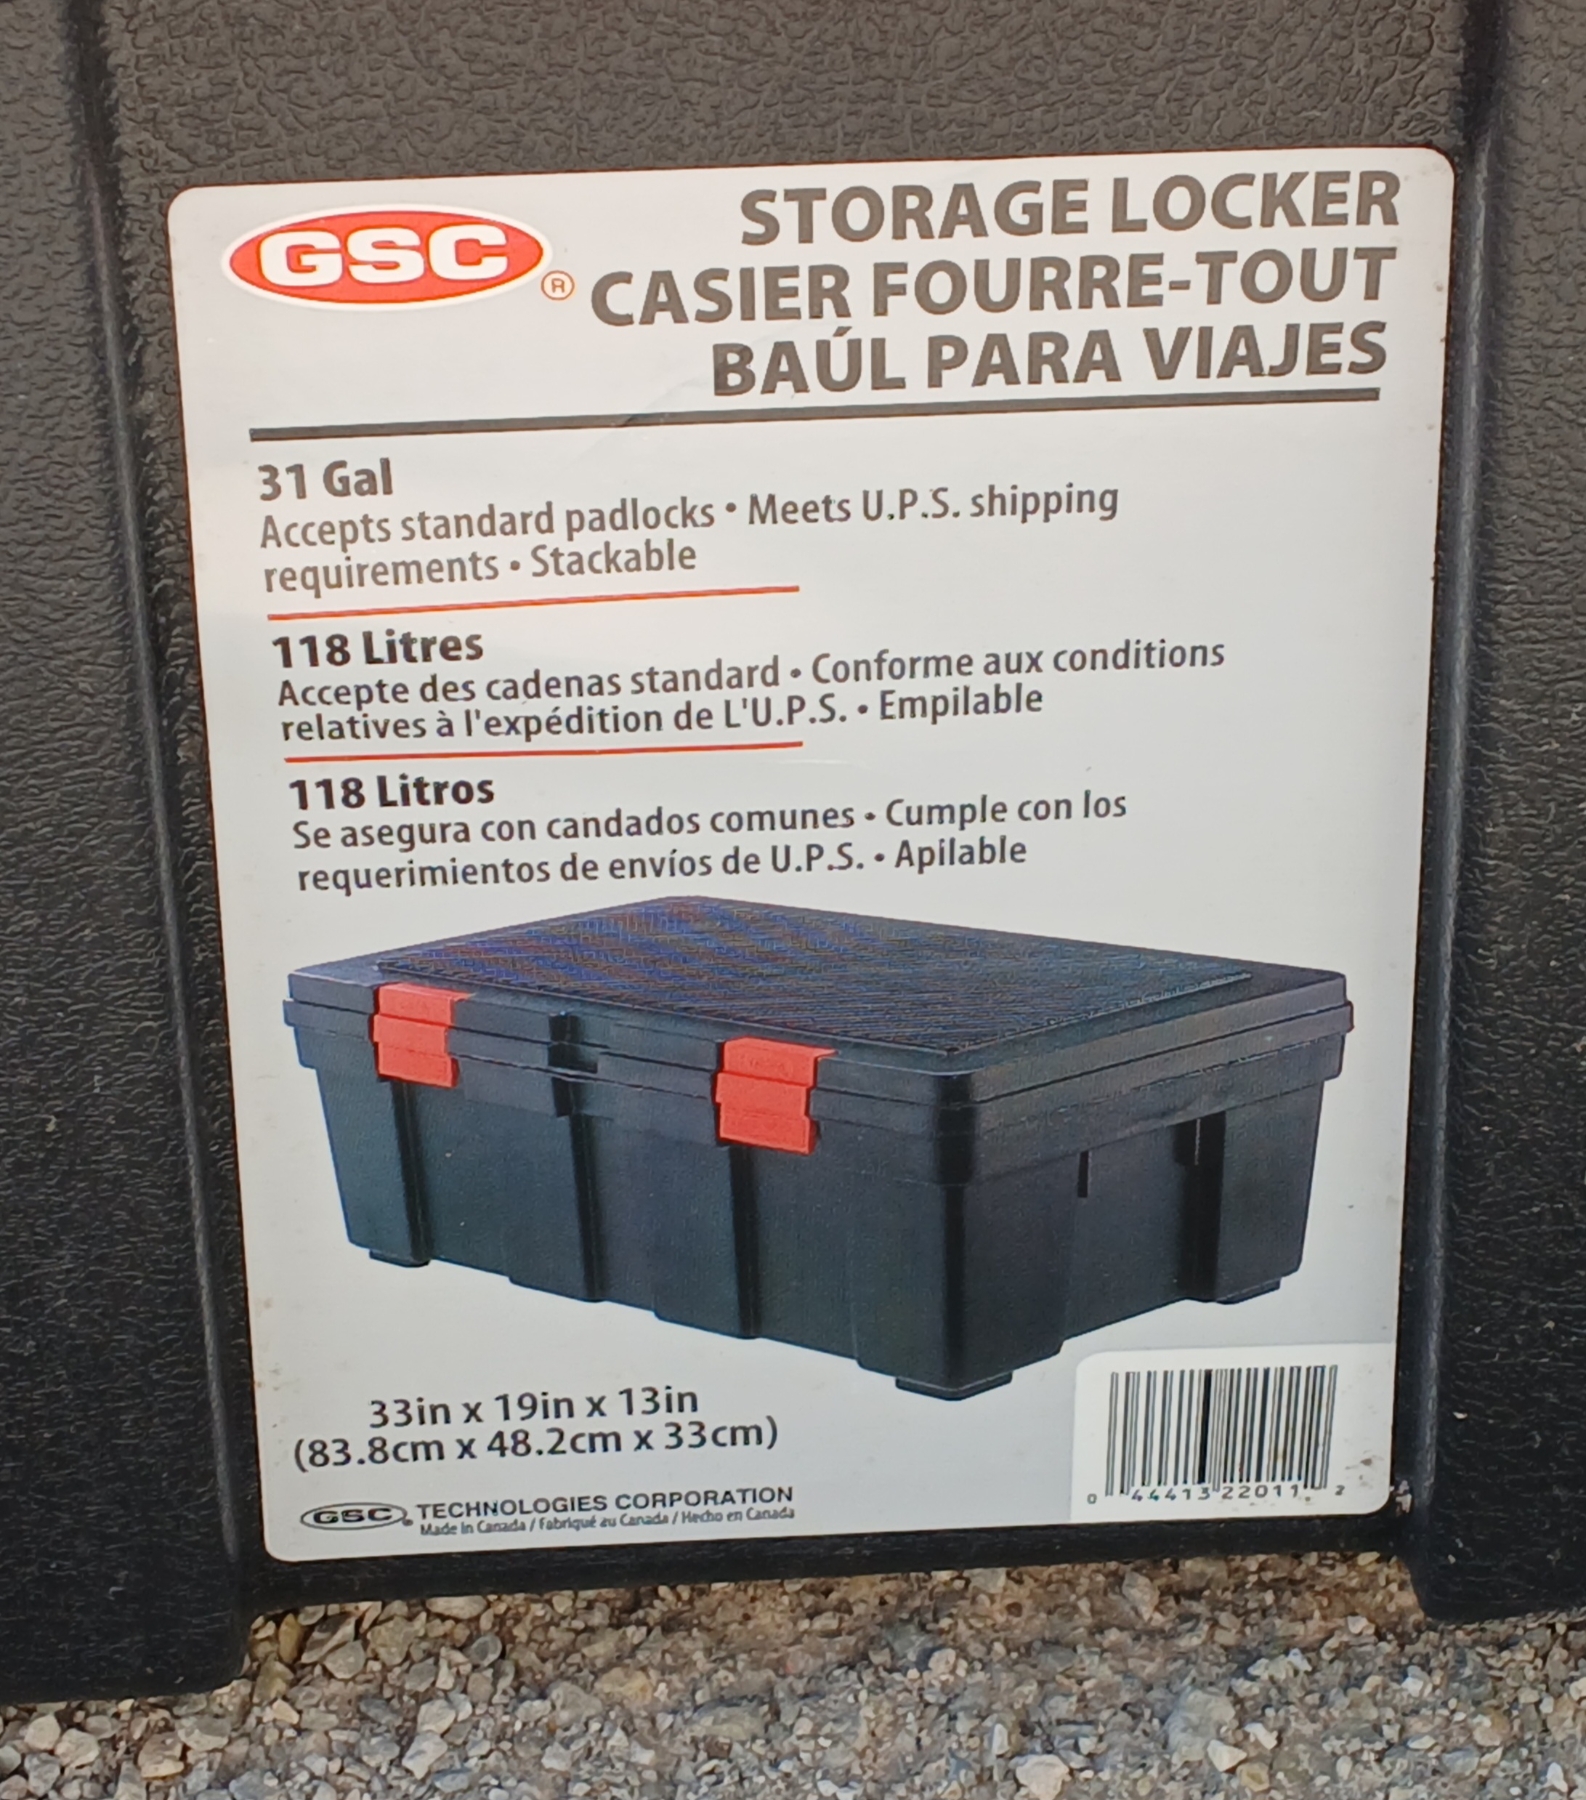 GSC®
STORAGE LOCKER
CASIER FOURRE-TOUT
BAÚL PARA VIAJES
31 Gal
Accepts standard padlocks • Meets U.P.S. shipping
requirements • Stackable
118 Litres
Accepte des cadenas standard • Conforme aux conditions
relatives à l'expédition de L'U.P.S. • Empilable
118 Litros
Se asegura con candados comunes • Cumple con los
requerimientos de envíos de U.P.S. • Apilable
33in x 19in x 13in
(83.8cm x 48.2cm x 33cm)
GSC® TECHNOLOGIES CORPORATION
Made In Canada / Fabriqué au Canada / Hecho en Canada
0 44413 22011 2